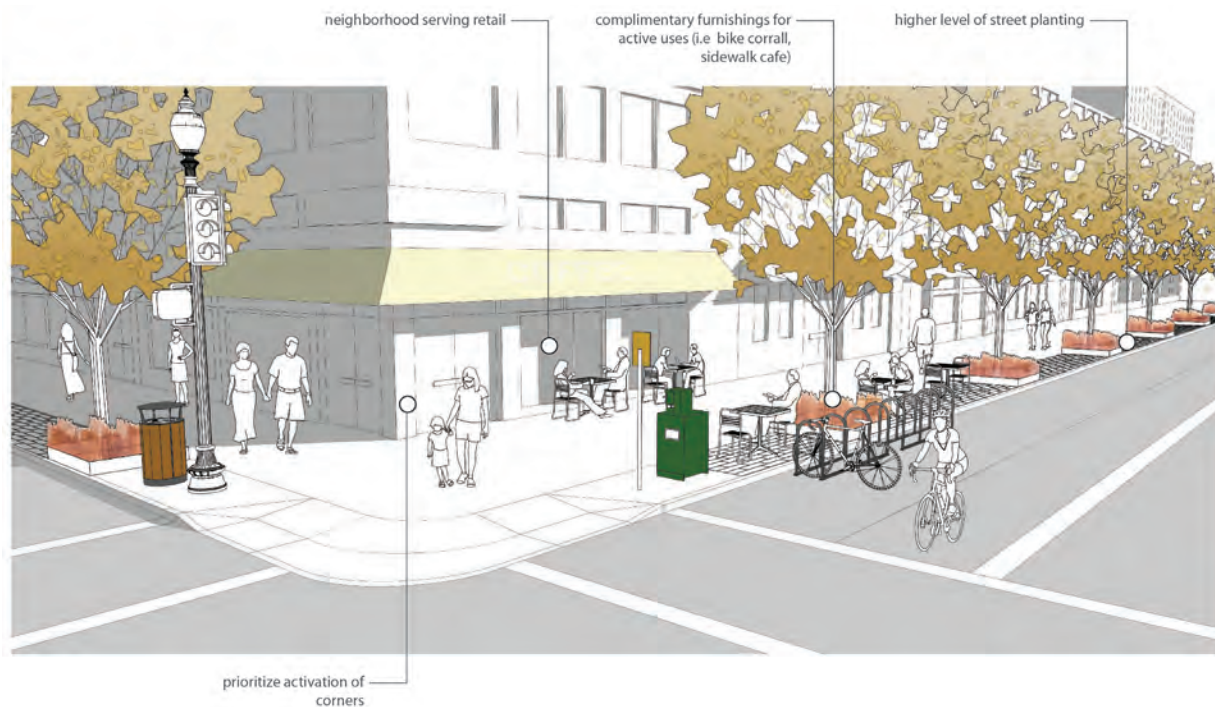 neighborhood serving retail
complimentary furnishings for
active uses (i.e bike corrall,
sidewalk cafe)
higher level of street planting
prioritize activation of
corners